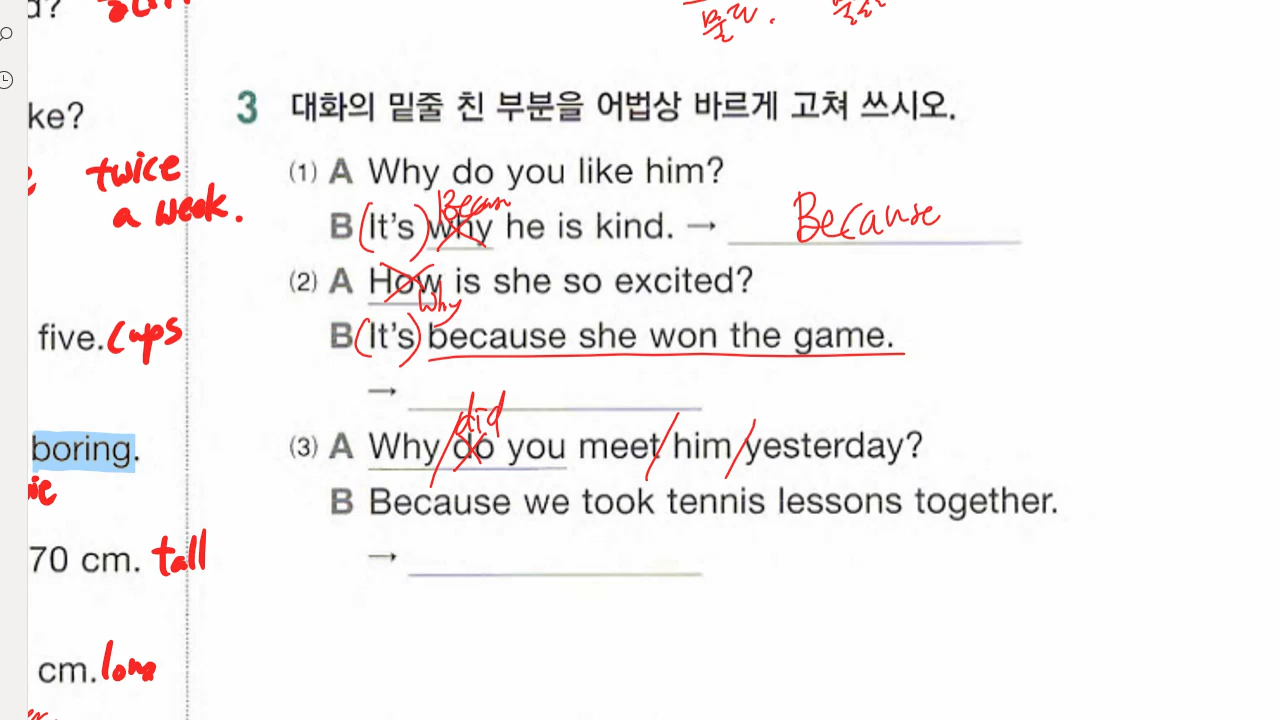 ke?
twice
a week.
five. cups
boring.
70 cm. tall
cm. long
3 대화의 밑줄 친 부분을 어법상 바르게 고쳐 쓰시오.
(1) A Why do you like him?
Becau
B (It's) why he is kind. → Because
(2) A How is she so excited?
Why
B (It's) because she won the game.
→
did
(3) A Why / do you meet / him / yesterday?
B Because we took tennis lessons together.
→